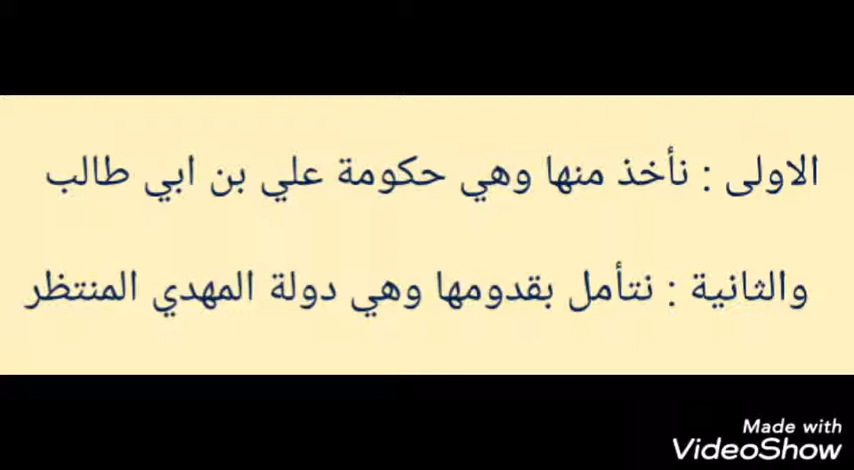 الاولى : نأخذ منها وهي حكومة علي بن ابي طالب
والثانية : نتأمل بقدومها وهي دولة المهدي المنتظر
Made with
VideoShow